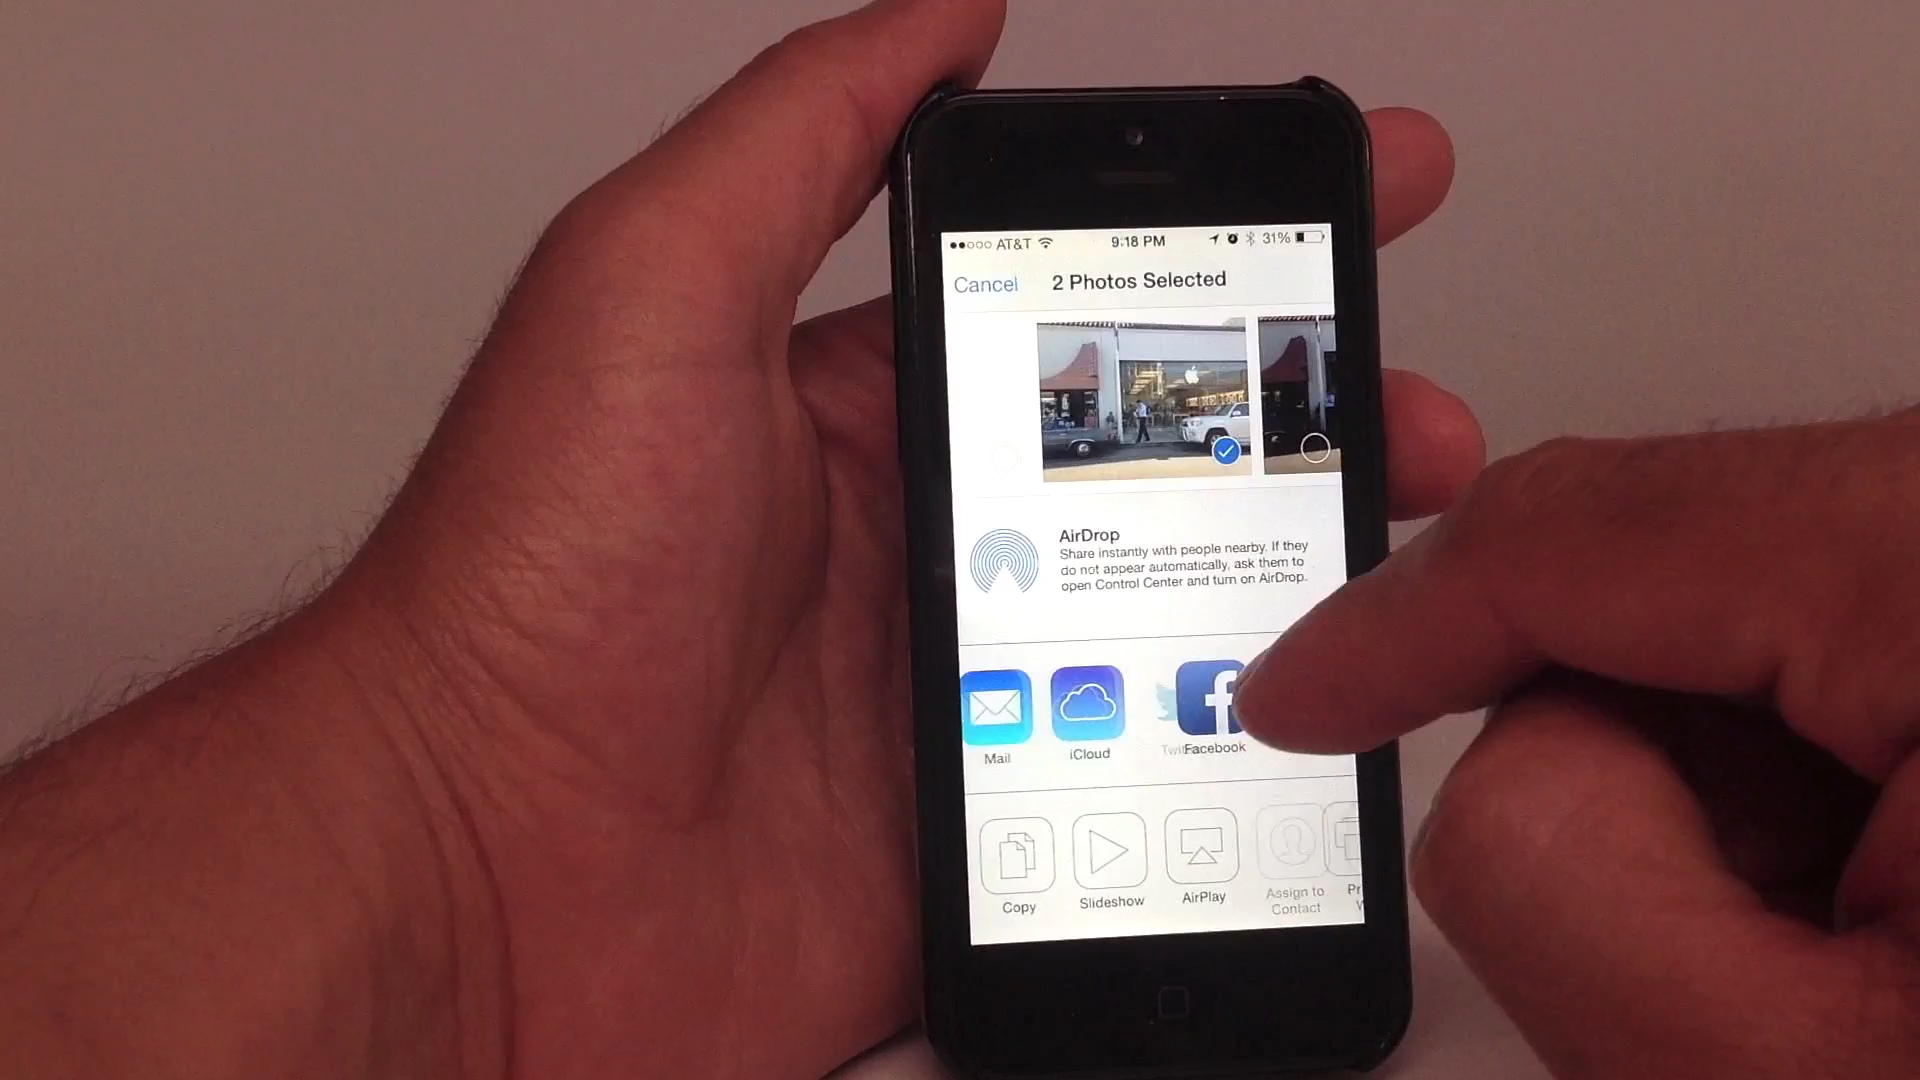 AT&T 9:18 PM 31%
Cancel 2 Photos Selected
AirDrop
Share instantly with people nearby. If they
do not appear automatically, ask them to
open Control Center and turn on AirDrop.
Mail iCloud Twit Facebook
Copy Slideshow AirPlay Assign to
Contact
Pr